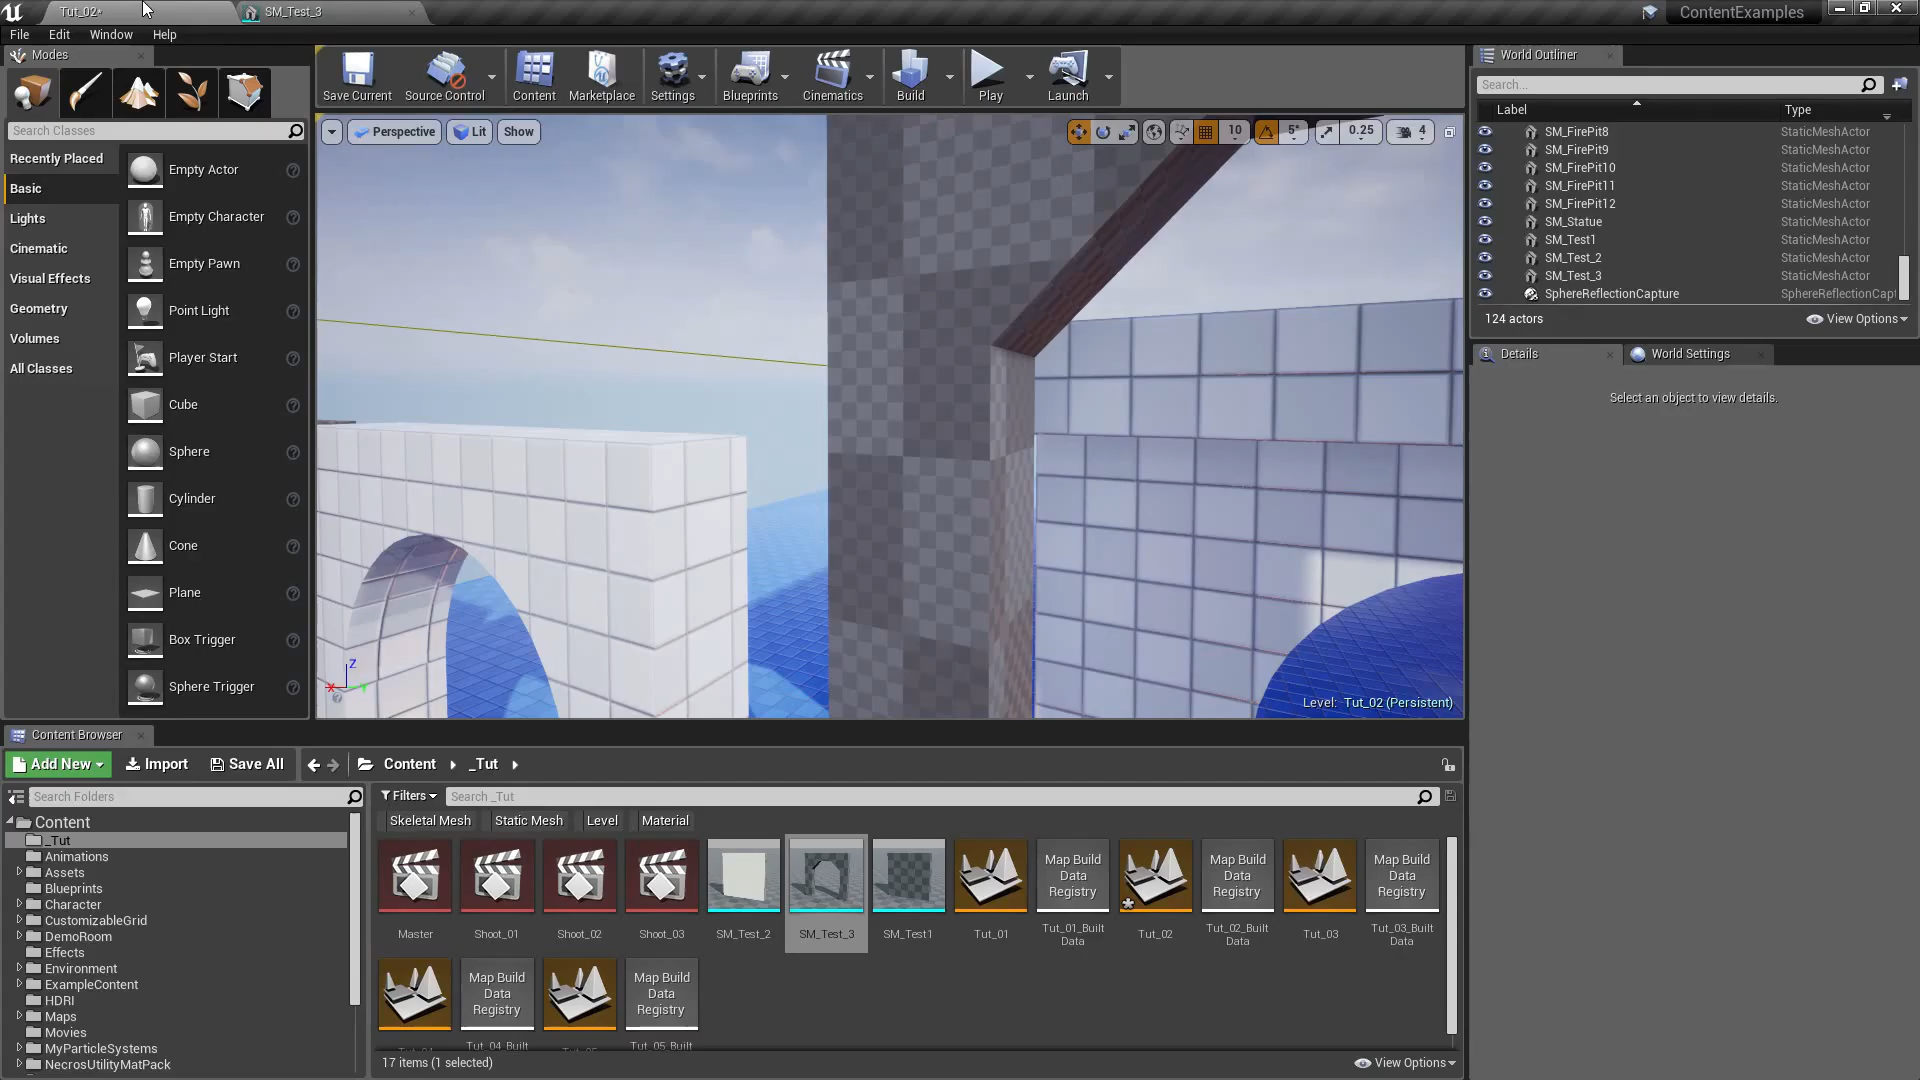 Tut_02*
SM_Test_3
ContentExamples
File
Edit
Window
Help
Modes
Search Classes
Recently Placed
Basic
Lights
Cinematic
Visual Effects
Geometry
Volumes
All Classes
Empty Actor
Empty Character
Empty Pawn
Point Light
Player Start
Cube
Sphere
Cylinder
Cone
Plane
Box Trigger
Sphere Trigger
Save Current
Source Control
Content
Marketplace
Settings
Blueprints
Cinematics
Build
Play
Launch
Perspective
Lit
Show
10
5°
0.25
4
Z
X
Y
Level: Tut_02 (Persistent)
World Outliner
Search...
Label
Type
SM_FirePit8 StaticMeshActor
SM_FirePit9 StaticMeshActor
SM_FirePit10 StaticMeshActor
SM_FirePit11 StaticMeshActor
SM_FirePit12 StaticMeshActor
SM_Statue StaticMeshActor
SM_Test1 StaticMeshActor
SM_Test_2 StaticMeshActor
SM_Test_3 StaticMeshActor
SphereReflectionCapture SphereReflectionCapt
124 actors
View Options
Details
World Settings
Select an object to view details.
Content Browser
Add New
Import
Save All
Content
_Tut
Search Folders
Content
_Tut
Animations
Assets
Blueprints
Character
CustomizableGrid
DemoRoom
Effects
Environment
ExampleContent
HDRI
Maps
Movies
MyParticleSystems
NecrosUtilityMatPack
Filters
Search _Tut
Skeletal Mesh
Static Mesh
Level
Material
Master
Shoot_01
Shoot_02
Shoot_03
SM_Test_2
SM_Test_3
SM_Test1
Tut_01
Map Build
Data
Registry
Tut_01_Built
Data
Tut_02
Map Build
Data
Registry
Tut_02_Built
Data
Tut_03
Map Build
Data
Registry
Tut_03_Built
Data
Map Build
Data
Registry
Tut_04_Built
Map Build
Data
Registry
Tut_05_Built
17 items (1 selected)
View Options